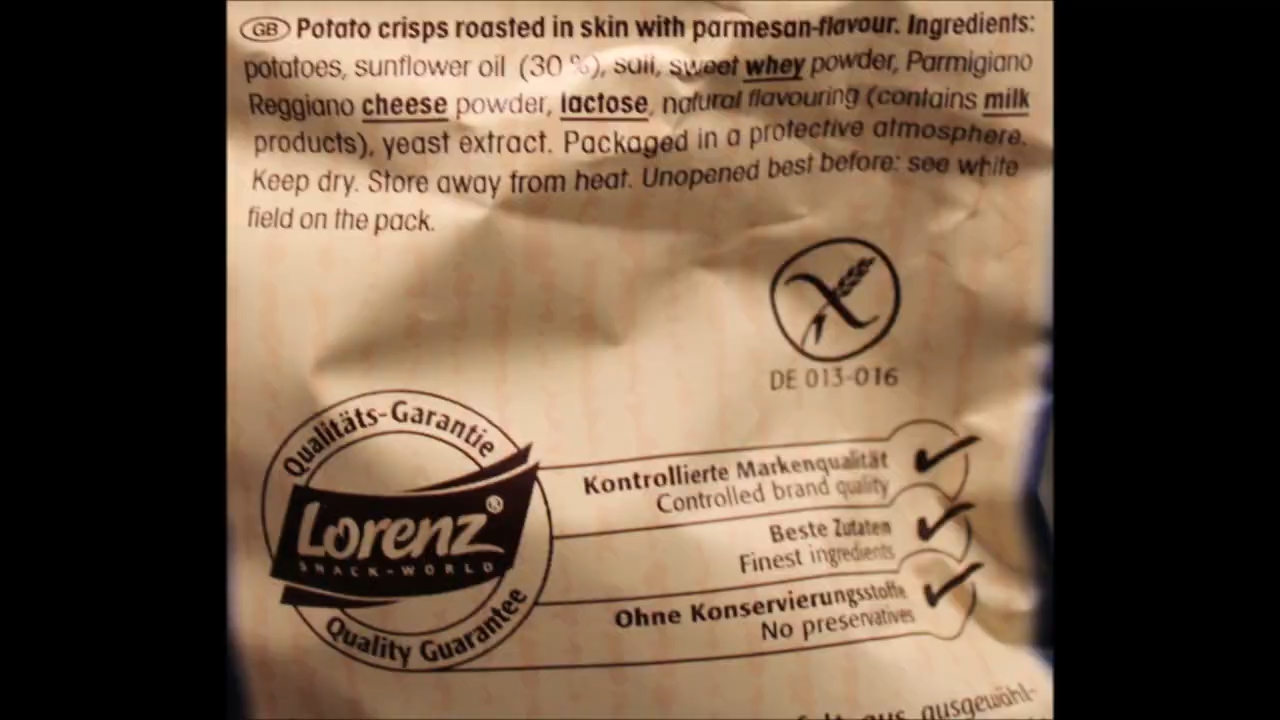 GB Potato crisps roasted in skin with parmesan-flavour. Ingredients:
potatoes, sunflower oil (30 %), salt, sweet whey powder, Parmigiano
Reggiano cheese powder, lactose, natural flavouring (contains milk
products), yeast extract. Packaged in a protective atmosphere.
Keep dry. Store away from heat. Unopened best before: see white
field on the pack.
DE 013-016
Qualitäts-Garantie
Lorenz®
SNACK-WORLD
Quality Guarantee
Kontrollierte Markenqualität
Controlled brand quality
Beste Zutaten
Finest ingredients
Ohne Konservierungsstoffe
No preservatives
aus ausgewähl-